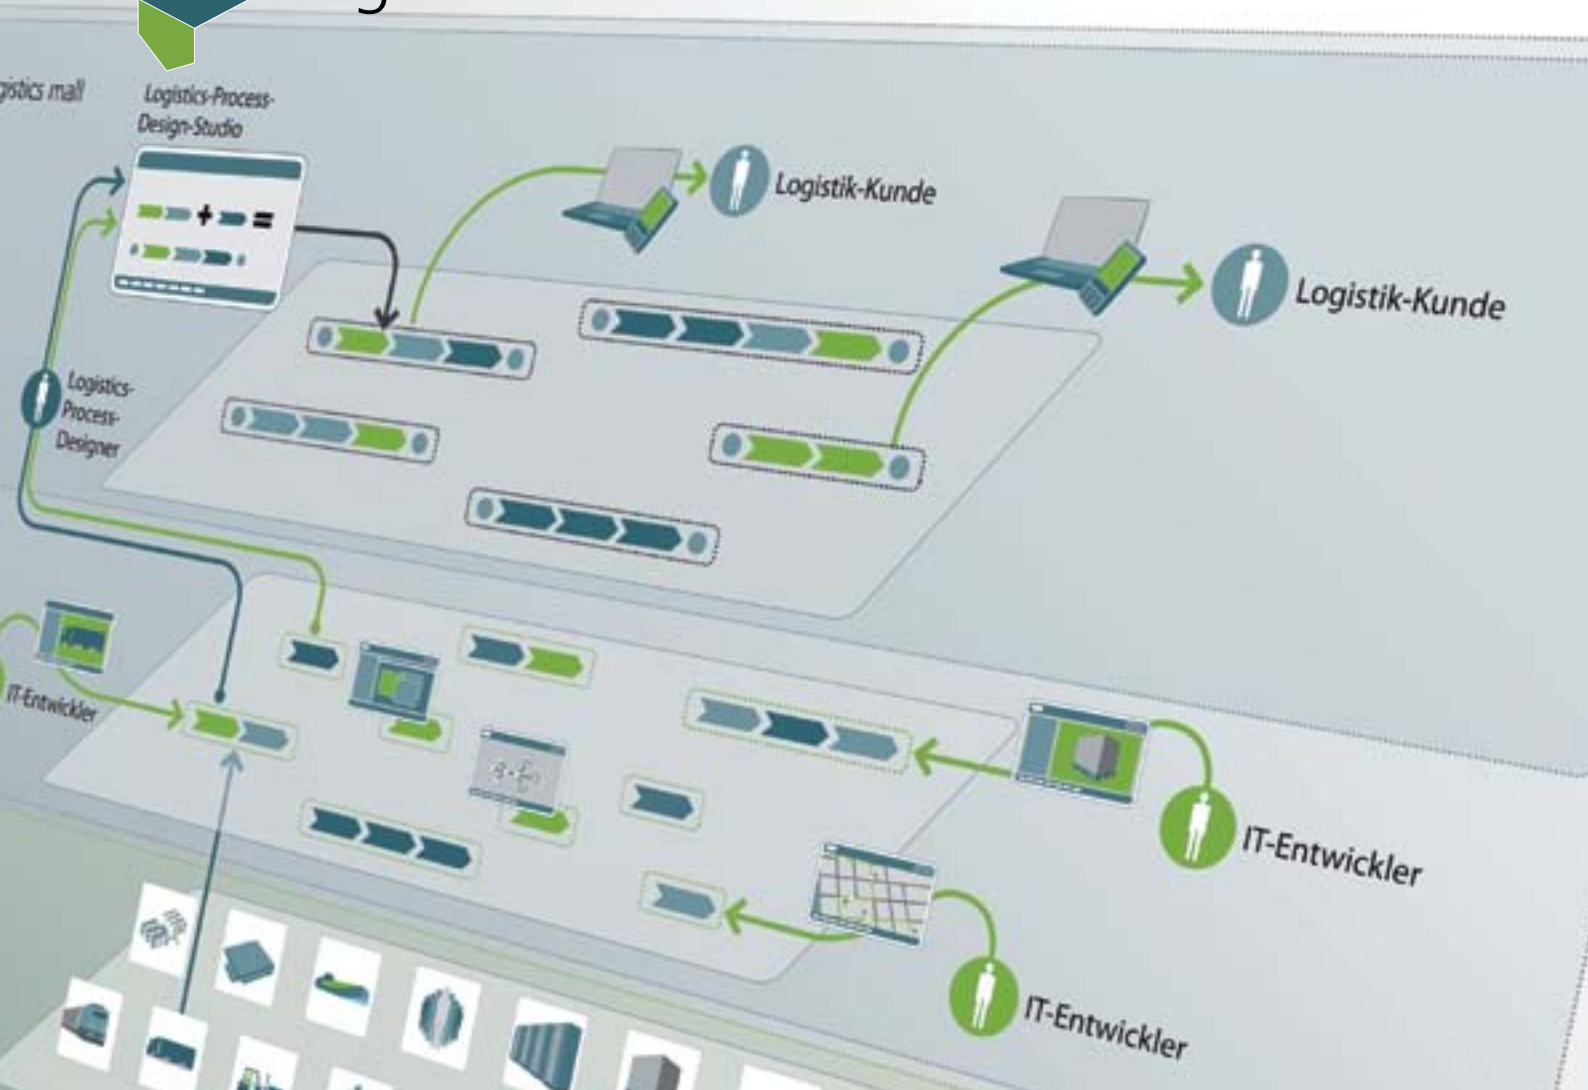 gistics mall
Logistics-Process-
Design-Studio
Logistik-Kunde
Logistik-Kunde
Logistics-
Process-
Designer
IT-Entwickler
IT-Entwickler
IT-Entwickler